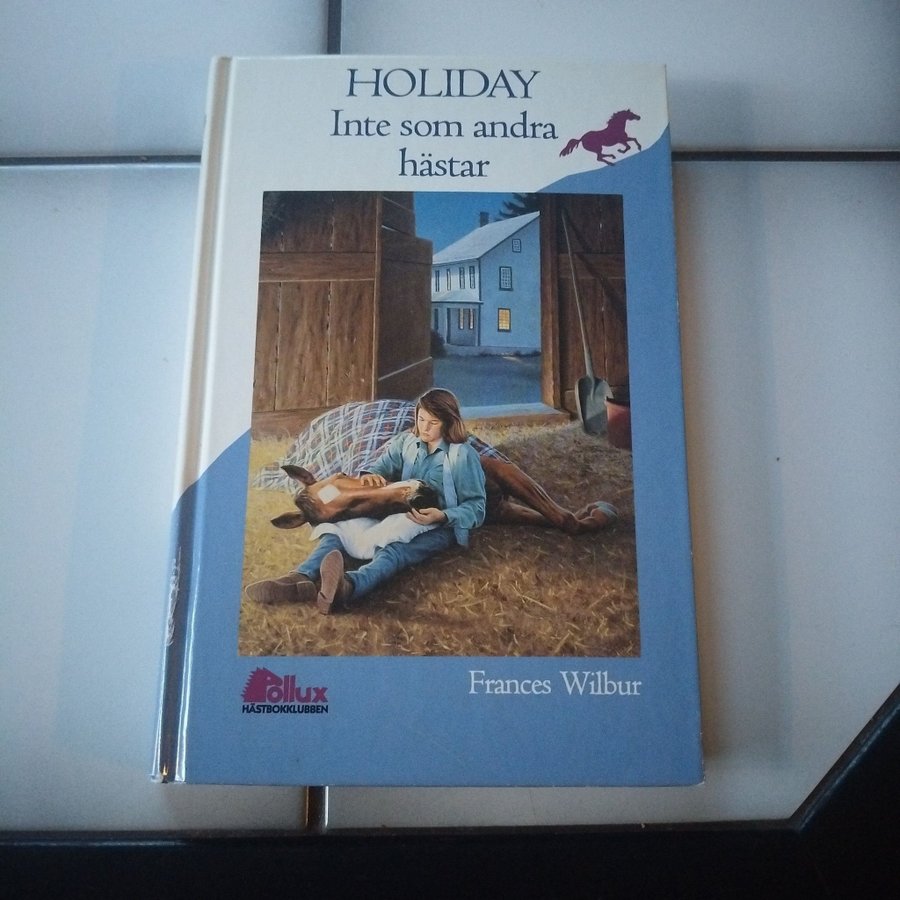 HOLIDAY
Inte som andra
hästar
Frances Wilbur
Pollux
HÄSTBOKKLUBBEN